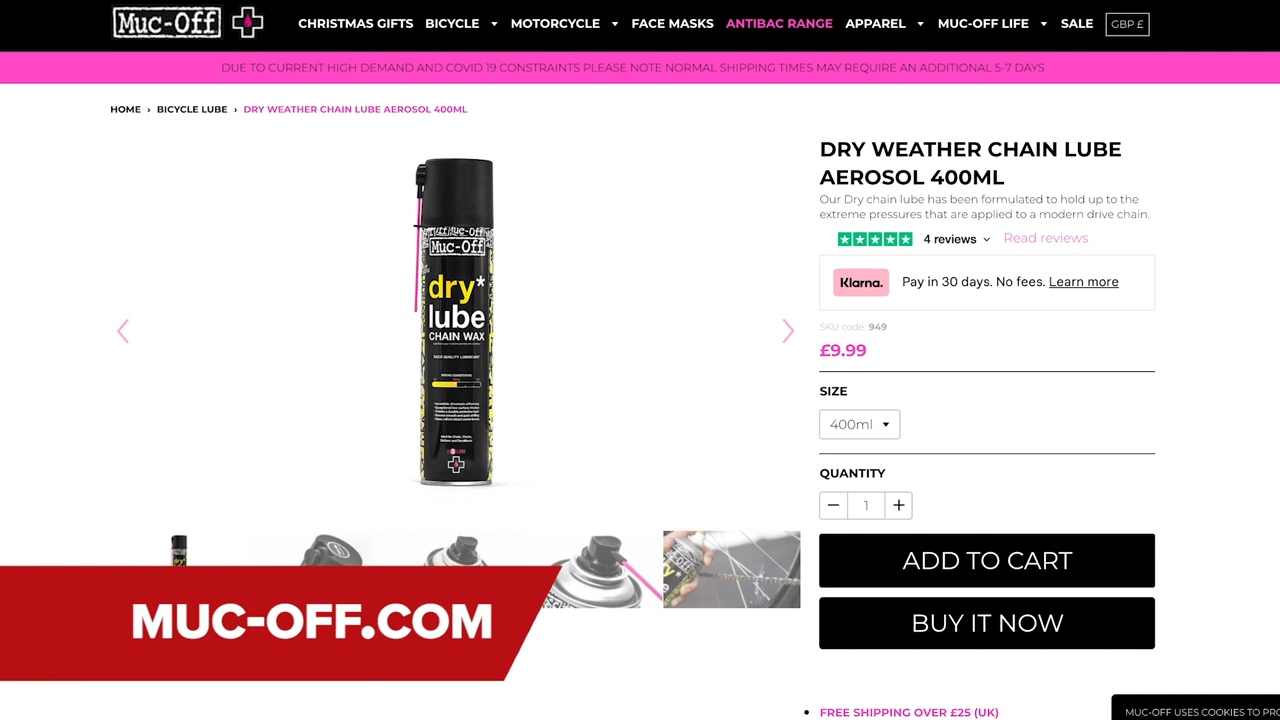 Muc-Off
CHRISTMAS GIFTS BICYCLE MOTORCYCLE FACE MASKS ANTIBAC RANGE APPAREL MUC-OFF LIFE SALE GBP £
DUE TO CURRENT HIGH DEMAND AND COVID 19 CONSTRAINTS PLEASE NOTE NORMAL SHIPPING TIMES MAY REQUIRE AN ADDITIONAL 5-7 DAYS
HOME › BICYCLE LUBE › DRY WEATHER CHAIN LUBE AEROSOL 400ML
Muc-Off
dry*
lube
CHAIN WAX
DRY WEATHER CHAIN LUBE
AEROSOL 400ML
Our Dry chain lube has been formulated to hold up to the
extreme pressures that are applied to a modern drive chain.
4 reviews Read reviews
Klarna. Pay in 30 days. No fees. Learn more
SKU code: 949
£9.99
SIZE
400ml
QUANTITY
1
ADD TO CART
BUY IT NOW
MUC-OFF.COM
FREE SHIPPING OVER £25 (UK)
MUC-OFF USES COOKIES TO